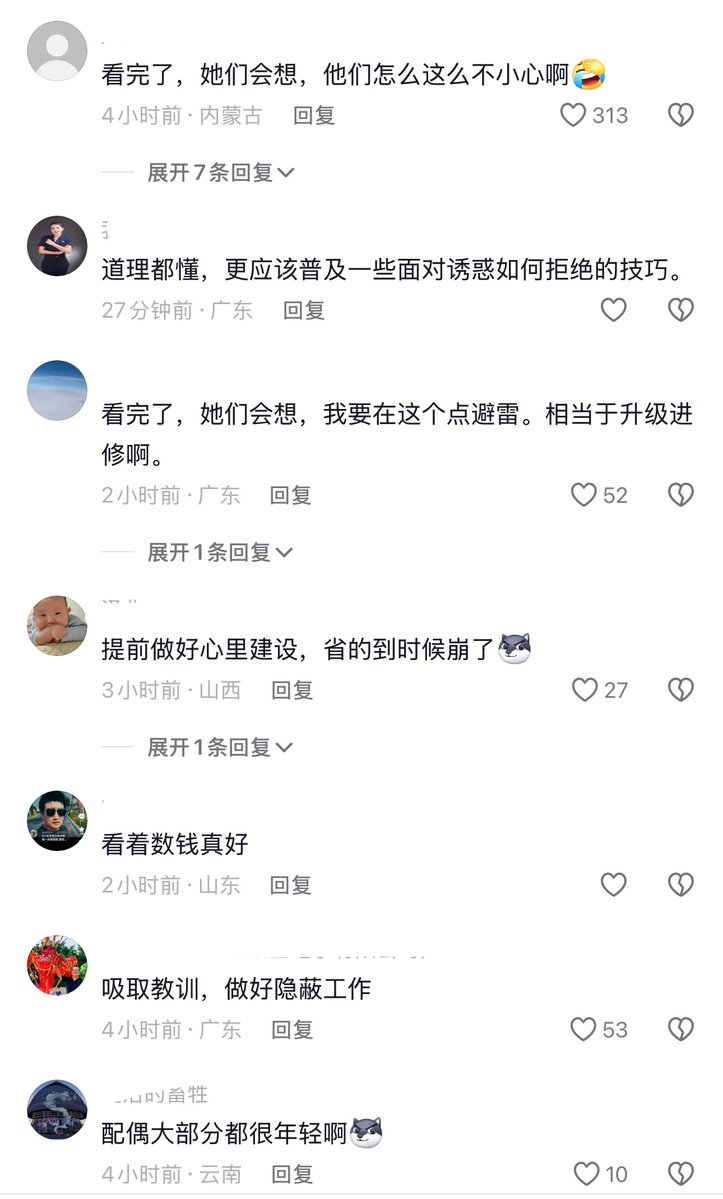 看完了，她们会想，他们怎么这么不小心啊🤣
4小时前·内蒙古 回复 313
展开7条回复
道理都懂，更应该普及一些面对诱惑如何拒绝的技巧。
27分钟前·广东 回复
看完了，她们会想，我要在这个点避雷。相当于升级进
修啊。
2小时前·广东 回复 52
展开1条回复
提前做好心里建设，省的到时候崩了
3小时前·山西 回复 27
展开1条回复
看着数钱真好
2小时前·山东 回复
吸取教训，做好隐蔽工作
4小时前·广东 回复 53
的畜牲
配偶大部分都很年轻啊
4小时前·云南 回复 10